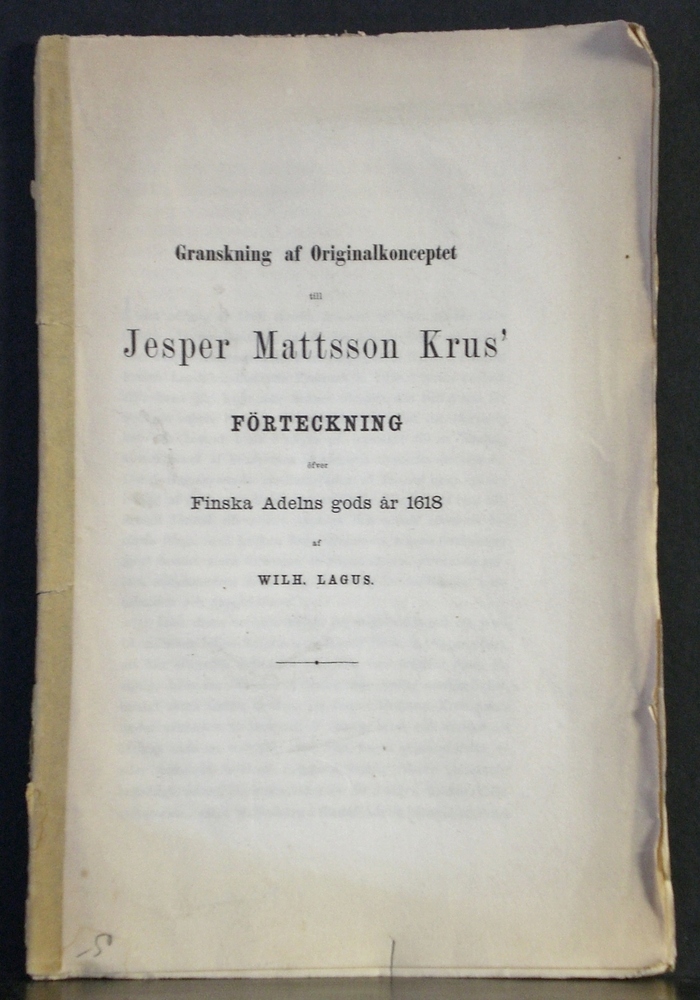 Granskning af Originalkonceptet
till
Jesper Mattsson Krus'
FÖRTECKNING
öfver
Finska Adelns gods år 1618
af
WILH. LAGUS.